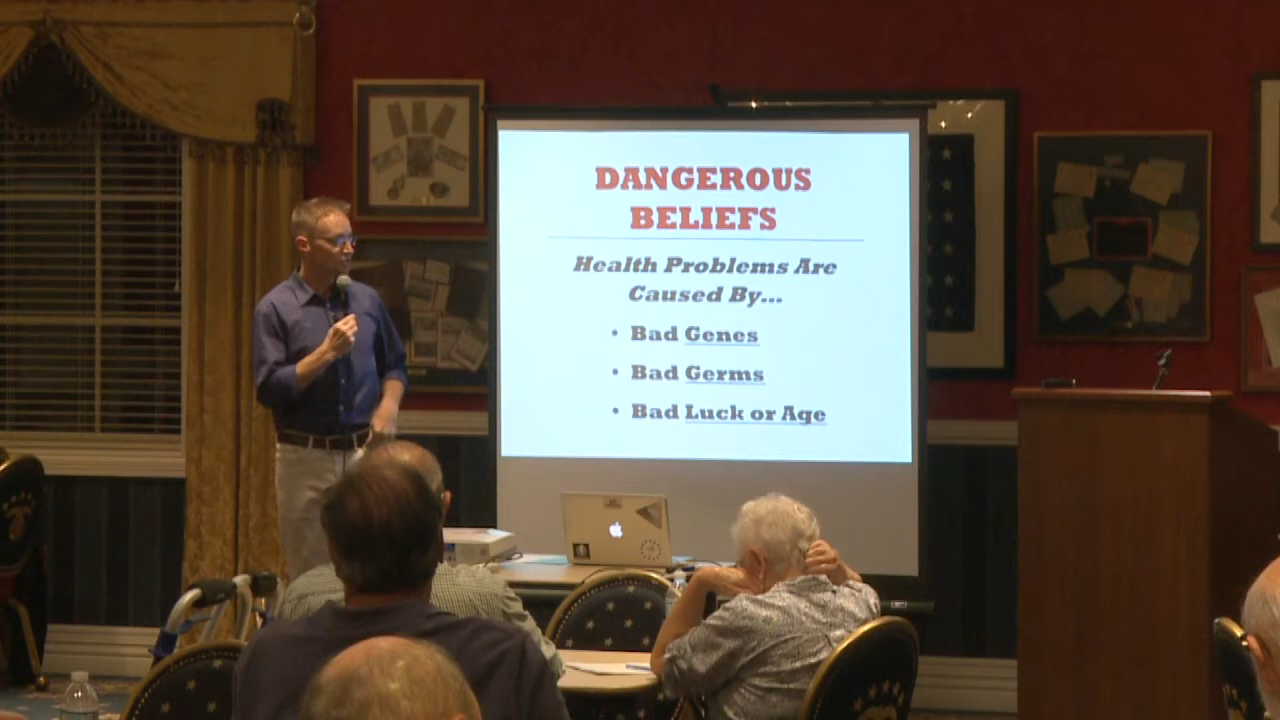 DANGEROUS
BELIEFS
Health Problems Are
Caused By...
• Bad Genes
• Bad Germs
• Bad Luck or Age